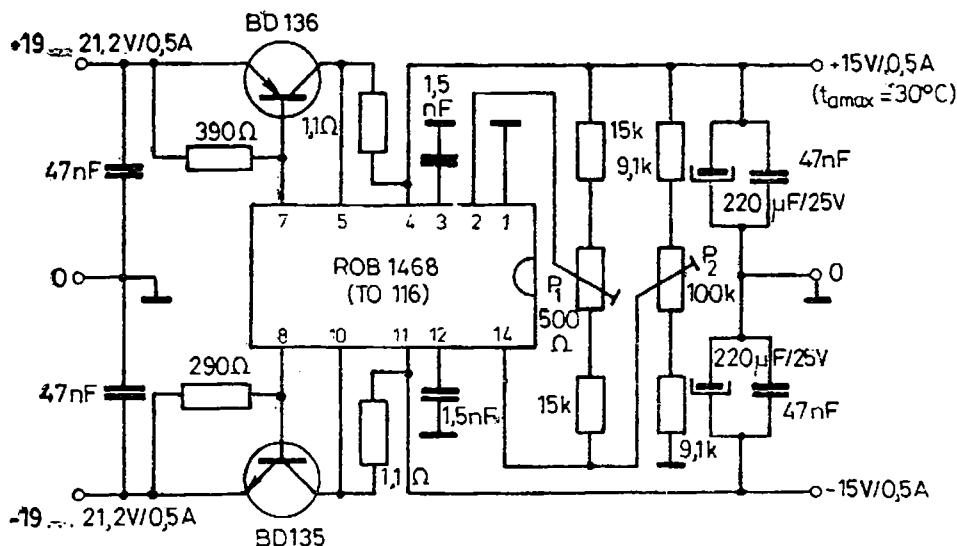 BD136
+19... 21,2V/0,5A
+15V/0,5A
(tamax = 30°C)
1,5
nF
390Ω
1,1Ω
15k
9,1k
47nF
47nF
220 µF/25V
7 5 4 3 2 1
ROB 1468
(TO 116)
0
P1
500
Ω
P2
100k
0
8 10 11 12 14
290Ω
220µF/25V
47nF
1,5nF
15k
47nF
1,1Ω
9,1k
-19... 21,2V/0,5A
-15V/0,5A
BD135